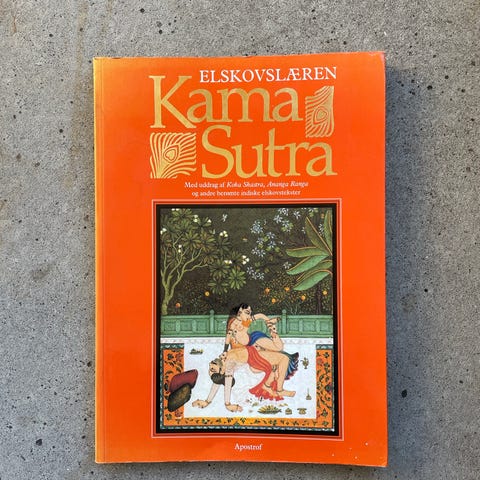 ELSKOVSLÆREN
Kama
Sutra
Med uddrag af Koka Shastra, Ananga Ranga
og andre berømte indiske elskovstekster
Apostrof